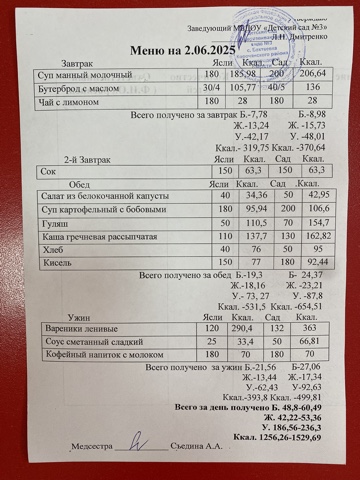 Утверждаю
Заведующий МБДОУ «Детский сад №3»
Л.Н.Дмитренко
Меню на 2.06.2025
Завтрак Ясли Ккал. Сад Ккал.
Суп манный молочный 180 185,98 200 206,64
Бутерброд с маслом 30/4 105,77 40/5 136
Чай с лимоном 180 28 180 28
Всего получено за завтрак Б.-7,78 Б.-8,98
Ж.-13,24 Ж. -15,73
У.-42,17 У. -48,01
Ккал.- 319,75 Ккал.-370,64
2-й Завтрак Ясли Ккал. Сад Ккал.
Сок 150 63,3 150 63,3
Обед Ясли Ккал. Сад .Ккал.
Салат из белокочанной капусты 40 34,36 50 42,95
Суп картофельный с бобовыми 180 95,94 200 106,6
Гуляш 50 110,5 70 154,7
Каша гречневая рассыпчатая 110 137,7 130 162,82
Хлеб 40 76 50 95
Кисель 150 77 180 92,44
Всего получено за обед Б.-19,3 Б- 24,37
Ж.-18,16 Ж. -23,21
У.- 73, 27 У. -87,8
Ккал. -531,5 Ккал. -654,51
Ужин Ясли Ккал. Сад Ккал.
Вареники ленивые 120 290,4 132 363
Соус сметанный сладкий 25 33,4 50 66,81
Кофейный напиток с молоком 180 70 180 70
Всего получено за ужин Б.-21,56 Б.-27,06
Ж.-13,44 Ж.-17,34
У.-62,43 У-92,63
Ккал.-393,8 Ккал. -499,81
Всего за день получено Б. 48,8-60,49
Ж. 42,22-53,36
У. 186,56-236,3
Ккал. 1256,26-1529,69
Медсестра Сьедина А.А.